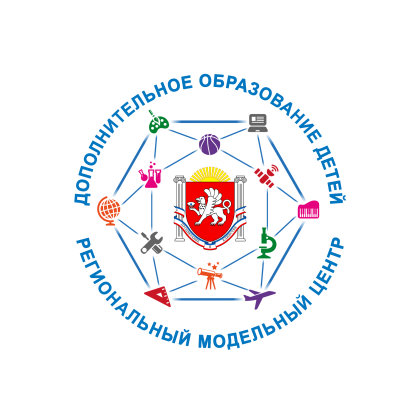 ДОПОЛНИТЕЛЬНОЕ ОБРАЗОВАНИЕ ДЕТЕЙ
РЕГИОНАЛЬНЫЙ МОДЕЛЬНЫЙ ЦЕНТР